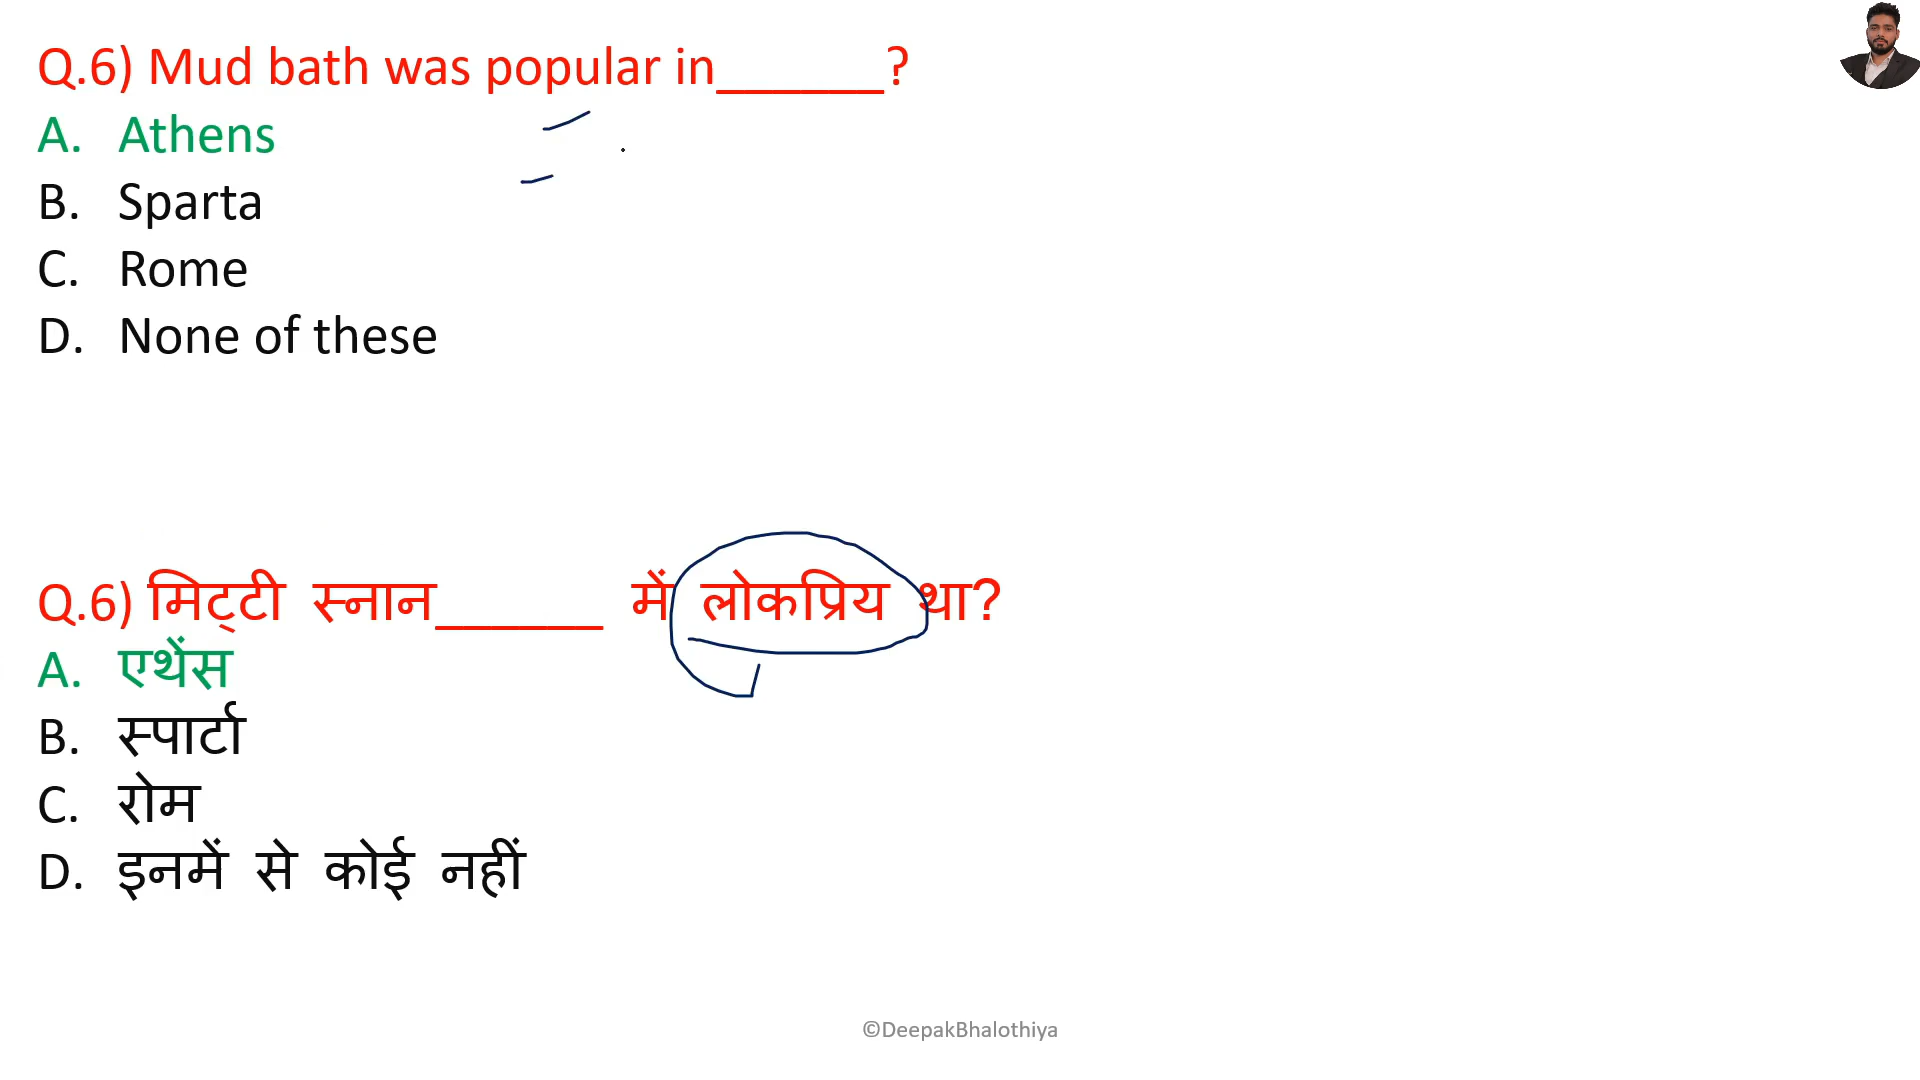 Q.6) Mud bath was popular in______?
A. Athens
B. Sparta
C. Rome
D. None of these
Q.6) मिट्टी स्नान______ में लोकप्रिय था?
A. एथेंस
B. स्पार्टा
C. रोम
D. इनमें से कोई नहीं
©DeepakBhalothiya